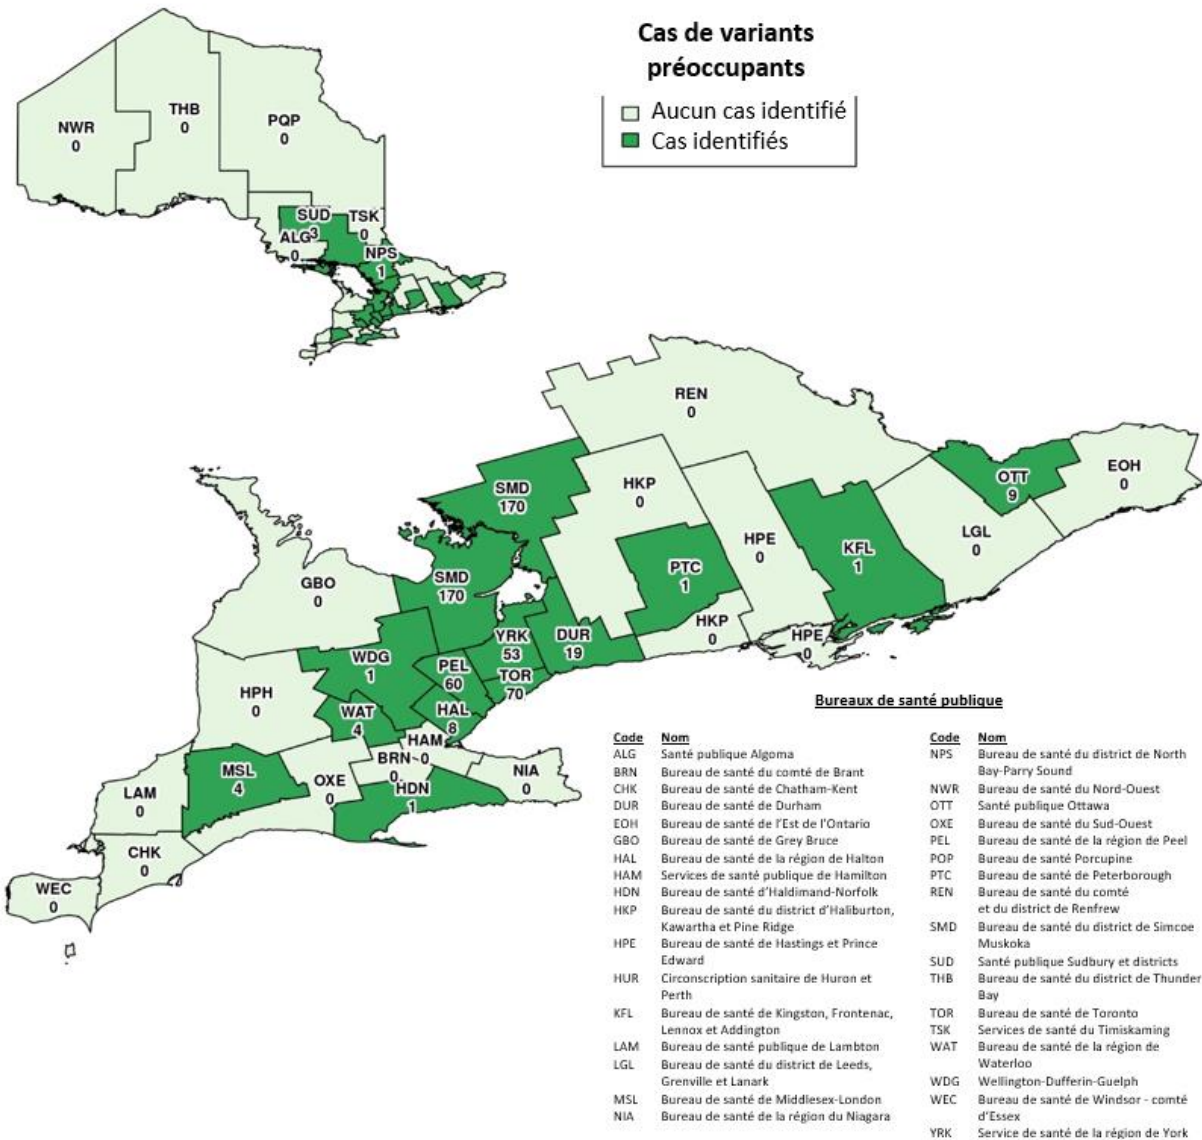 Cas de variants
préoccupants
Aucun cas identifié
Cas identifiés
NWR
0
THB
0
PQP
0
SUD
3
TSK
0
ALG
0
NPS
1
REN
0
SMD
170
HKP
0
OTT
9
EOH
0
HPE
0
KFL
1
LGL
0
PTC
1
GBO
0
SMD
170
HKP
0
HPE
0
YRK
53
DUR
19
WDG
1
PEL
60
TOR
70
HPH
0
WAT
4
HAL
8
HAM
0
BRN
0
MSL
4
OXE
0
HDN
1
NIA
0
LAM
0
CHK
0
WEC
0
Bureaux de santé publique
Code Nom
ALG Santé publique Algoma
BRN Bureau de santé du comté de Brant
CHK Bureau de santé de Chatham-Kent
DUR Bureau de santé de Durham
EOH Bureau de santé de l'Est de l'Ontario
GBO Bureau de santé de Grey Bruce
HAL Bureau de santé de la région de Halton
HAM Services de santé publique de Hamilton
HDN Bureau de santé d'Haldimand-Norfolk
HKP Bureau de santé du district d'Haliburton,
Kawartha et Pine Ridge
HPE Bureau de santé de Hastings et Prince
Edward
HUR Circonscription sanitaire de Huron et
Perth
KFL Bureau de santé de Kingston, Frontenac,
Lennox et Addington
LAM Bureau de santé publique de Lambton
LGL Bureau de santé du district de Leeds,
Grenville et Lanark
MSL Bureau de santé de Middlesex-London
NIA Bureau de santé de la région du Niagara
Code Nom
NPS Bureau de santé du district de North
Bay-Parry Sound
NWR Bureau de santé du Nord-Ouest
OTT Santé publique Ottawa
OXE Bureau de santé du Sud-Ouest
PEL Bureau de santé de la région de Peel
POP Bureau de santé Porcupine
PTC Bureau de santé de Peterborough
REN Bureau de santé du comté
et du district de Renfrew
SMD Bureau de santé du district de Simcoe
Muskoka
SUD Santé publique Sudbury et districts
THB Bureau de santé du district de Thunder
Bay
TOR Bureau de santé de Toronto
TSK Services de santé du Timiskaming
WAT Bureau de santé de la région de
Waterloo
WDG Wellington-Dufferin-Guelph
WEC Bureau de santé de Windsor - comté
d'Essex
YRK Service de santé de la région de York